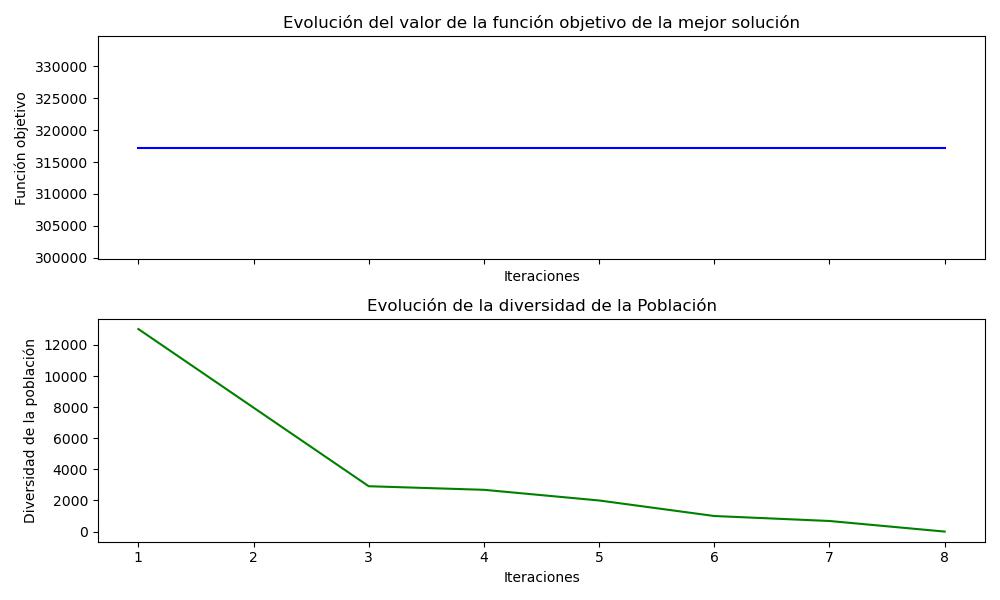 Evolución del valor de la función objetivo de la mejor solución
Función objetivo
330000
325000
320000
315000
310000
305000
300000
Iteraciones
Evolución de la diversidad de la Población
Diversidad de la población
12000
10000
8000
6000
4000
2000
0
1 2 3 4 5 6 7 8
Iteraciones